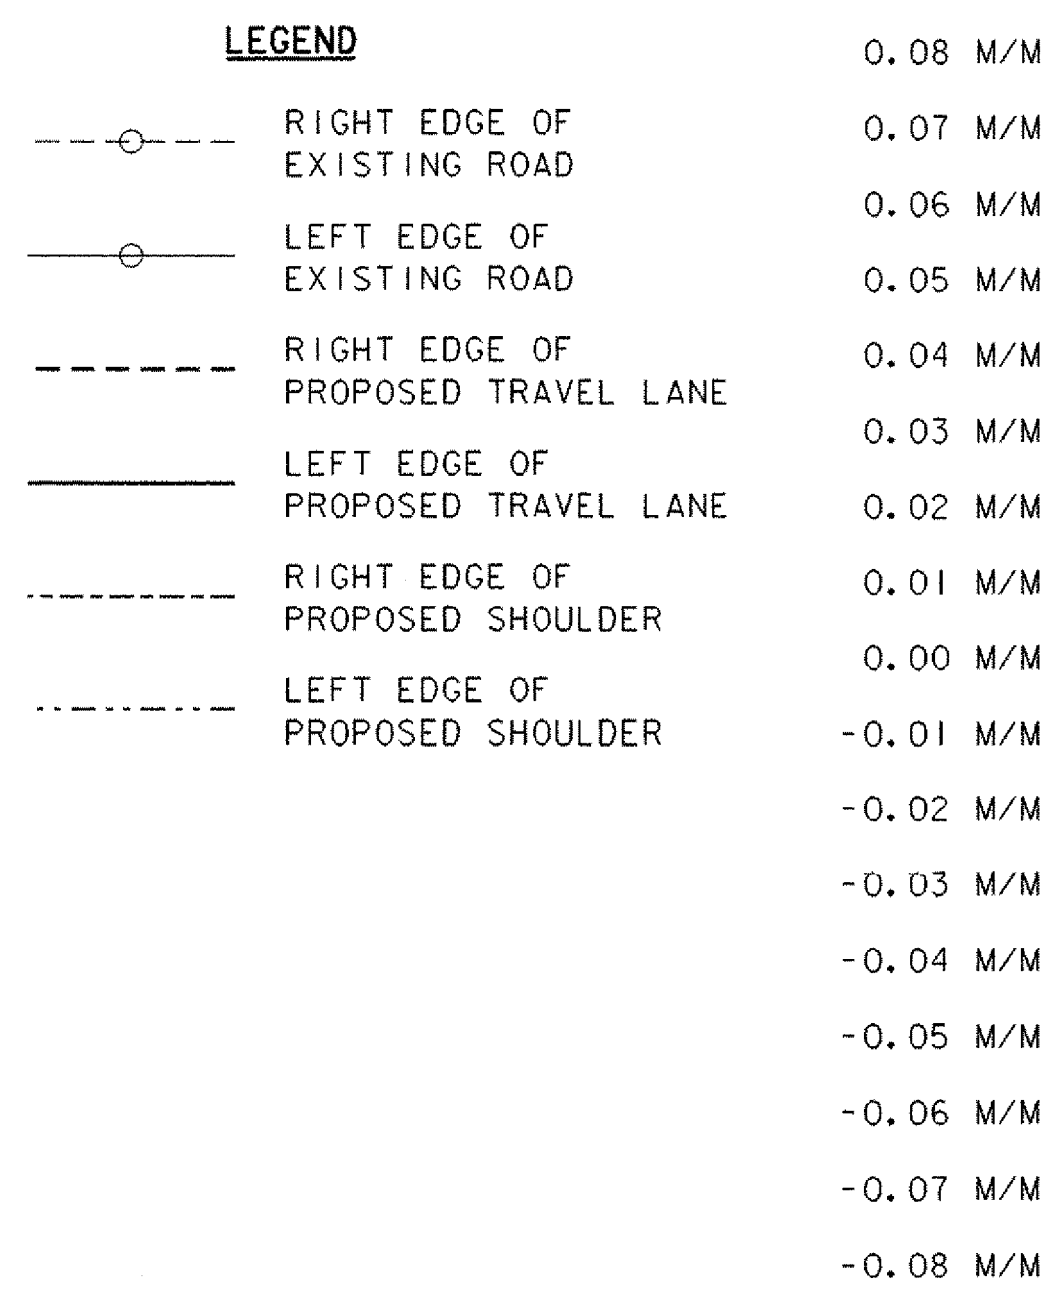 LEGEND
RIGHT EDGE OF
EXISTING ROAD
LEFT EDGE OF
EXISTING ROAD
RIGHT EDGE OF
PROPOSED TRAVEL LANE
LEFT EDGE OF
PROPOSED TRAVEL LANE
RIGHT EDGE OF
PROPOSED SHOULDER
LEFT EDGE OF
PROPOSED SHOULDER
0.08 M/M
0.07 M/M
0.06 M/M
0.05 M/M
0.04 M/M
0.03 M/M
0.02 M/M
0.01 M/M
0.00 M/M
-0.01 M/M
-0.02 M/M
-0.03 M/M
-0.04 M/M
-0.05 M/M
-0.06 M/M
-0.07 M/M
-0.08 M/M